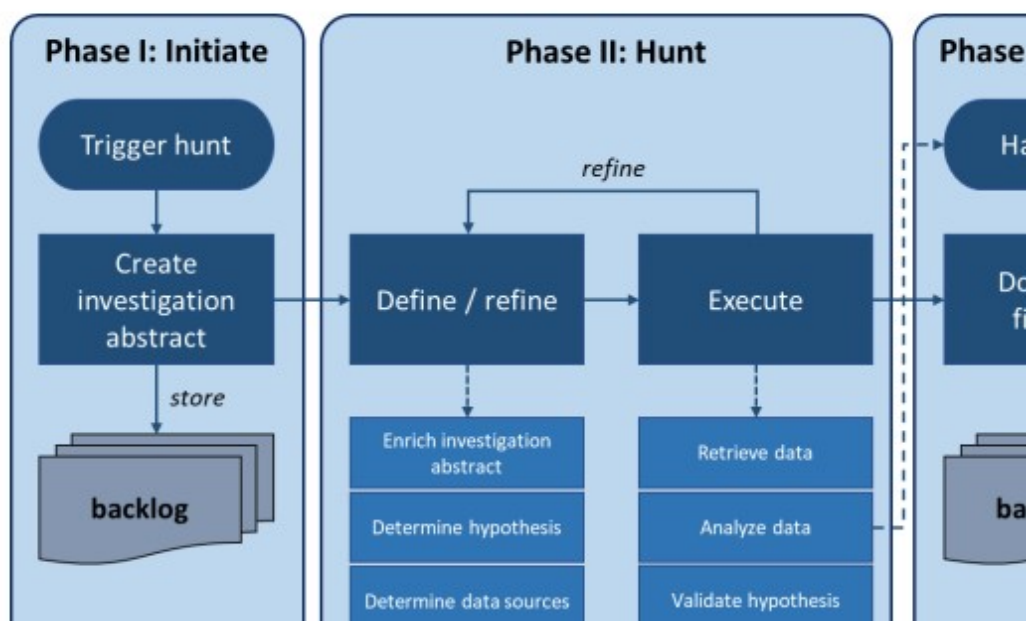 Phase I: Initiate
Trigger hunt
Create
investigation
abstract
store
backlog
Phase II: Hunt
refine
Define / refine
Execute
Enrich investigation
abstract
Determine hypothesis
Determine data sources
Retrieve data
Analyze data
Validate hypothesis
Phase